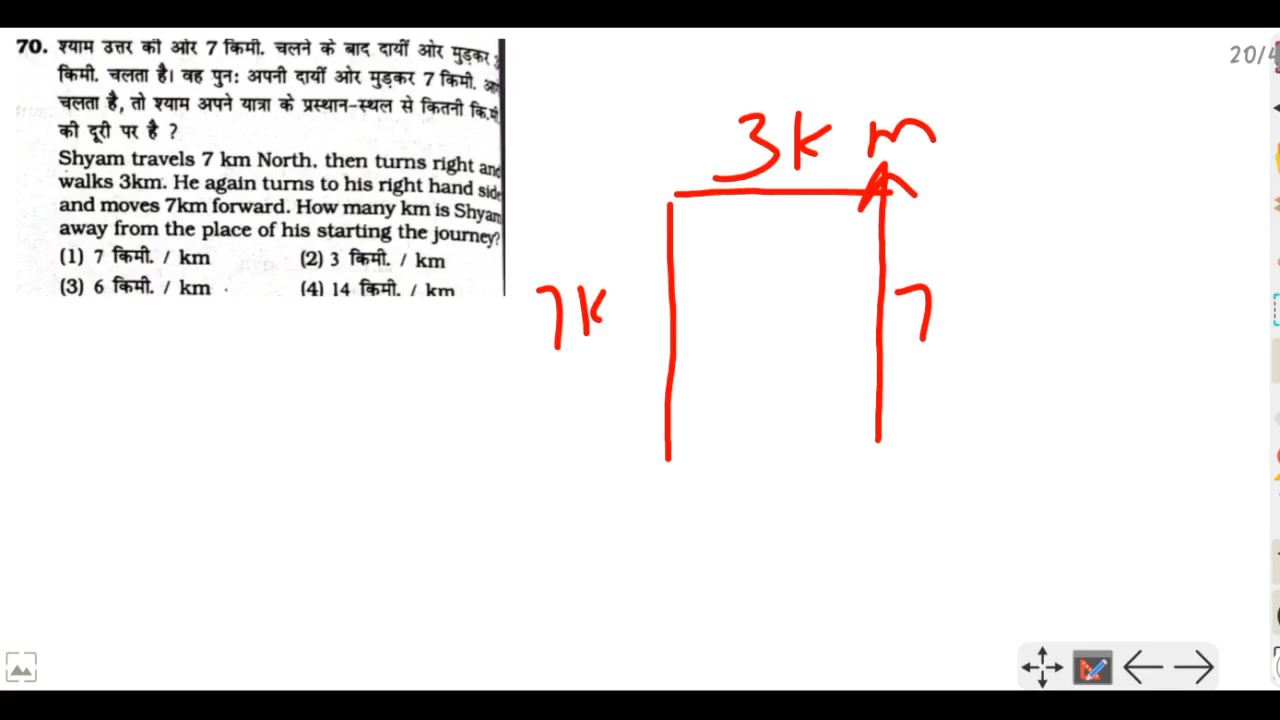 70. श्याम उत्तर की ओर 7 किमी. चलने के बाद दायीं ओर मुड़कर
किमी. चलता है। वह पुन: अपनी दायीं ओर मुड़कर 7 किमी.
चलता है, तो श्याम अपने यात्रा के प्रस्थान-स्थल से कितनी कि.मी.
की दूरी पर है ?
Shyam travels 7 km North, then turns right and
walks 3km. He again turns to his right hand side
and moves 7km forward. How many km is Shyam
away from the place of his starting the journey?
(1) 7 किमी. / km (2) 3 किमी. / km
(3) 6 किमी. / km (4) 14 किमी. / km
20/4
3k m
7k
7